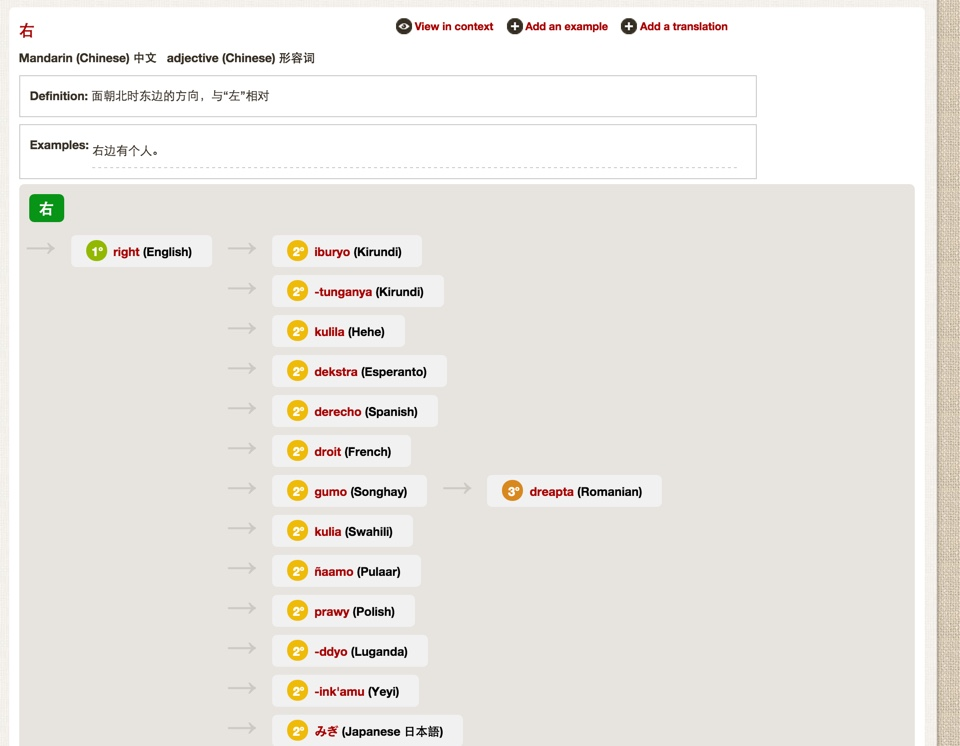 右
View in context Add an example Add a translation
Mandarin (Chinese) 中文 adjective (Chinese) 形容词
Definition: 面朝北时东边的方向，与“左”相对
Examples: 右边有个人。
右
1° right (English) 2° iburyo (Kirundi)
2° -tunganya (Kirundi)
2° kulila (Hehe)
2° dekstra (Esperanto)
2° derecho (Spanish)
2° droit (French)
2° gumo (Songhay) 3° dreapta (Romanian)
2° kulia (Swahili)
2° ñaamo (Pulaar)
2° prawy (Polish)
2° -ddyo (Luganda)
2° -ink'amu (Yeyi)
2° みぎ (Japanese 日本語)